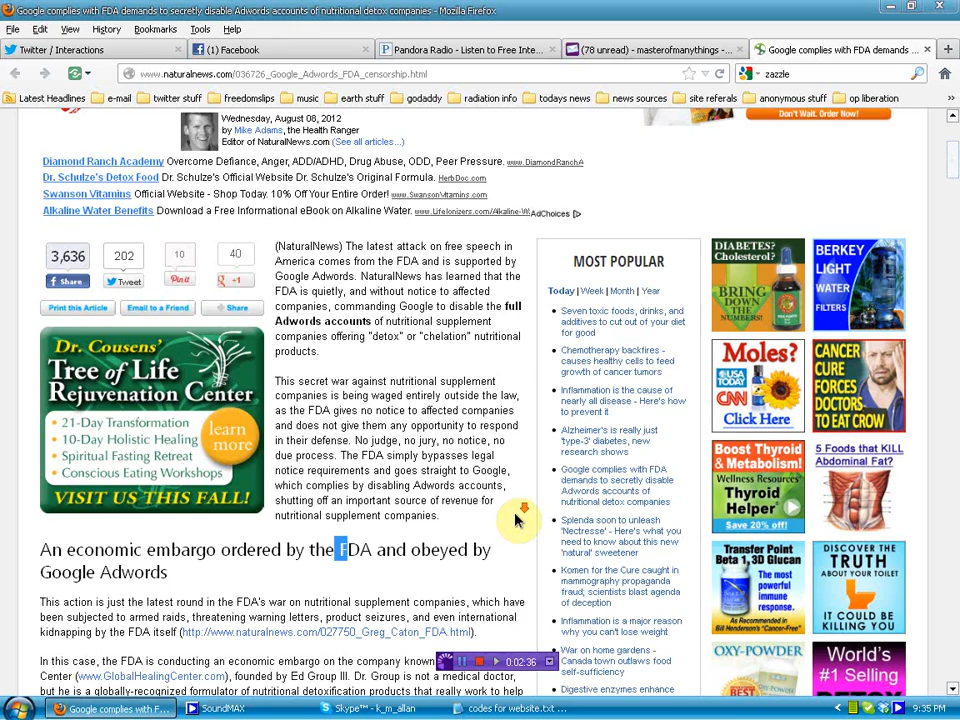 Google complies with FDA demands to secretly disable Adwords accounts of nutritional detox companies - Mozilla Firefox
File Edit View History Bookmarks Tools Help
Twitter / Interactions
(1) Facebook
Pandora Radio - Listen to Free Inte...
(78 unread) - masterofmanythings - ...
Google complies with FDA demands ...
www.naturalnews.com/036726_Google_Adwords_FDA_censorship.html
zazzle
Latest Headlines e-mail twitter stuff freedomslips music earth stuff godaddy radiation info todays news news sources site referals anonymous stuff op liberation
Wednesday, August 08, 2012
by Mike Adams, the Health Ranger
Editor of NaturalNews.com (See all articles...)
Don't Wait. Order Now!
Diamond Ranch Academy Overcome Defiance, Anger, ADD/ADHD, Drug Abuse, ODD, Peer Pressure. www.DiamondRanchA
Dr. Schulze's Detox Food Dr. Schulze's Official Website Dr. Schulze's Original Formula. HerbDoc.com
Swanson Vitamins Official Website - Shop Today. 10% Off Your Entire Order! www.SwansonVitamins.com
Alkaline Water Benefits Download a Free Informational eBook on Alkaline Water. www.LifeIonizers.com/Alkaline-W
AdChoices
3,636
202
10
40
Share
Tweet
Pin it
+1
Print this Article
Email to a Friend
Share
Dr. Cousens'
Tree of Life
Rejuvenation Center
• 21-Day Transformation
• 10-Day Holistic Healing
• Spiritual Fasting Retreat
• Conscious Eating Workshops
learn
more
VISIT US THIS FALL!
(NaturalNews) The latest attack on free speech in
America comes from the FDA and is supported by
Google Adwords. NaturalNews has learned that the
FDA is quietly, and without notice to affected
companies, commanding Google to disable the full
Adwords accounts of nutritional supplement
companies offering "detox" or "chelation" nutritional
products.
This secret war against nutritional supplement
companies is being waged entirely outside the law,
as the FDA gives no notice to affected companies
and does not give them any opportunity to respond
in their defense. No judge, no jury, no notice, no
due process. The FDA simply bypasses legal
notice requirements and goes straight to Google,
which complies by disabling Adwords accounts,
shutting off an important source of revenue for
nutritional supplement companies.
An economic embargo ordered by the FDA and obeyed by
Google Adwords
This action is just the latest round in the FDA's war on nutritional supplement companies, which have
been subjected to armed raids, threatening warning letters, product seizures, and even international
kidnapping by the FDA itself (http://www.naturalnews.com/027750_Greg_Caton_FDA.html).
In this case, the FDA is conducting an economic embargo on the company known
Center (www.GlobalHealingCenter.com), founded by Ed Group III. Dr. Group is not a medical doctor,
but he is a globally-recognized formulator of nutritional detoxification products that really work to help
0:02:36
MOST POPULAR
Today | Week | Month | Year
Seven toxic foods, drinks, and
additives to cut out of your diet
for good
Chemotherapy backfires -
causes healthy cells to feed
growth of cancer tumors
Inflammation is the cause of
nearly all disease - Here's how
to prevent it
Alzheimer's is really just
'type-3' diabetes, new
research shows
Google complies with FDA
demands to secretly disable
Adwords accounts of
nutritional detox companies
Splenda soon to unleash
'Nectresse' - Here's what you
need to know about this new
'natural' sweetener
Komen for the Cure caught in
mammography propaganda
fraud; scientists blast agenda
of deception
Inflammation is a major reason
why you can't lose weight
War on home gardens -
Canada town outlaws food
self-sufficiency
Digestive enzymes enhance
DIABETES?
Cholesterol?
BRING
DOWN
THE
NUMBERS!
BERKEY
LIGHT
WATER
FILTERS
Moles?
USA TODAY
CNN
Click Here
CANCER
CURE
FORCES
DOCTORS
TO EAT
CROW
Boost Thyroid
& Metabolism!
Wellness Resources
Thyroid
Helper
Save 20% off!
5 Foods that KILL
Abdominal Fat?
Transfer Point
Beta 1, 3D Glucan
The most
powerful
immune
response.
As Recommended in
Bill Henderson's "Cancer-Free"
DISCOVER THE
TRUTH
ABOUT YOUR TOILET
IT COULD BE
KILLING YOU
OXY-POWDER
World's
Google complies with F...
SoundMAX
Skype™ - k_m_allan
codes for website.txt ...
9:35 PM